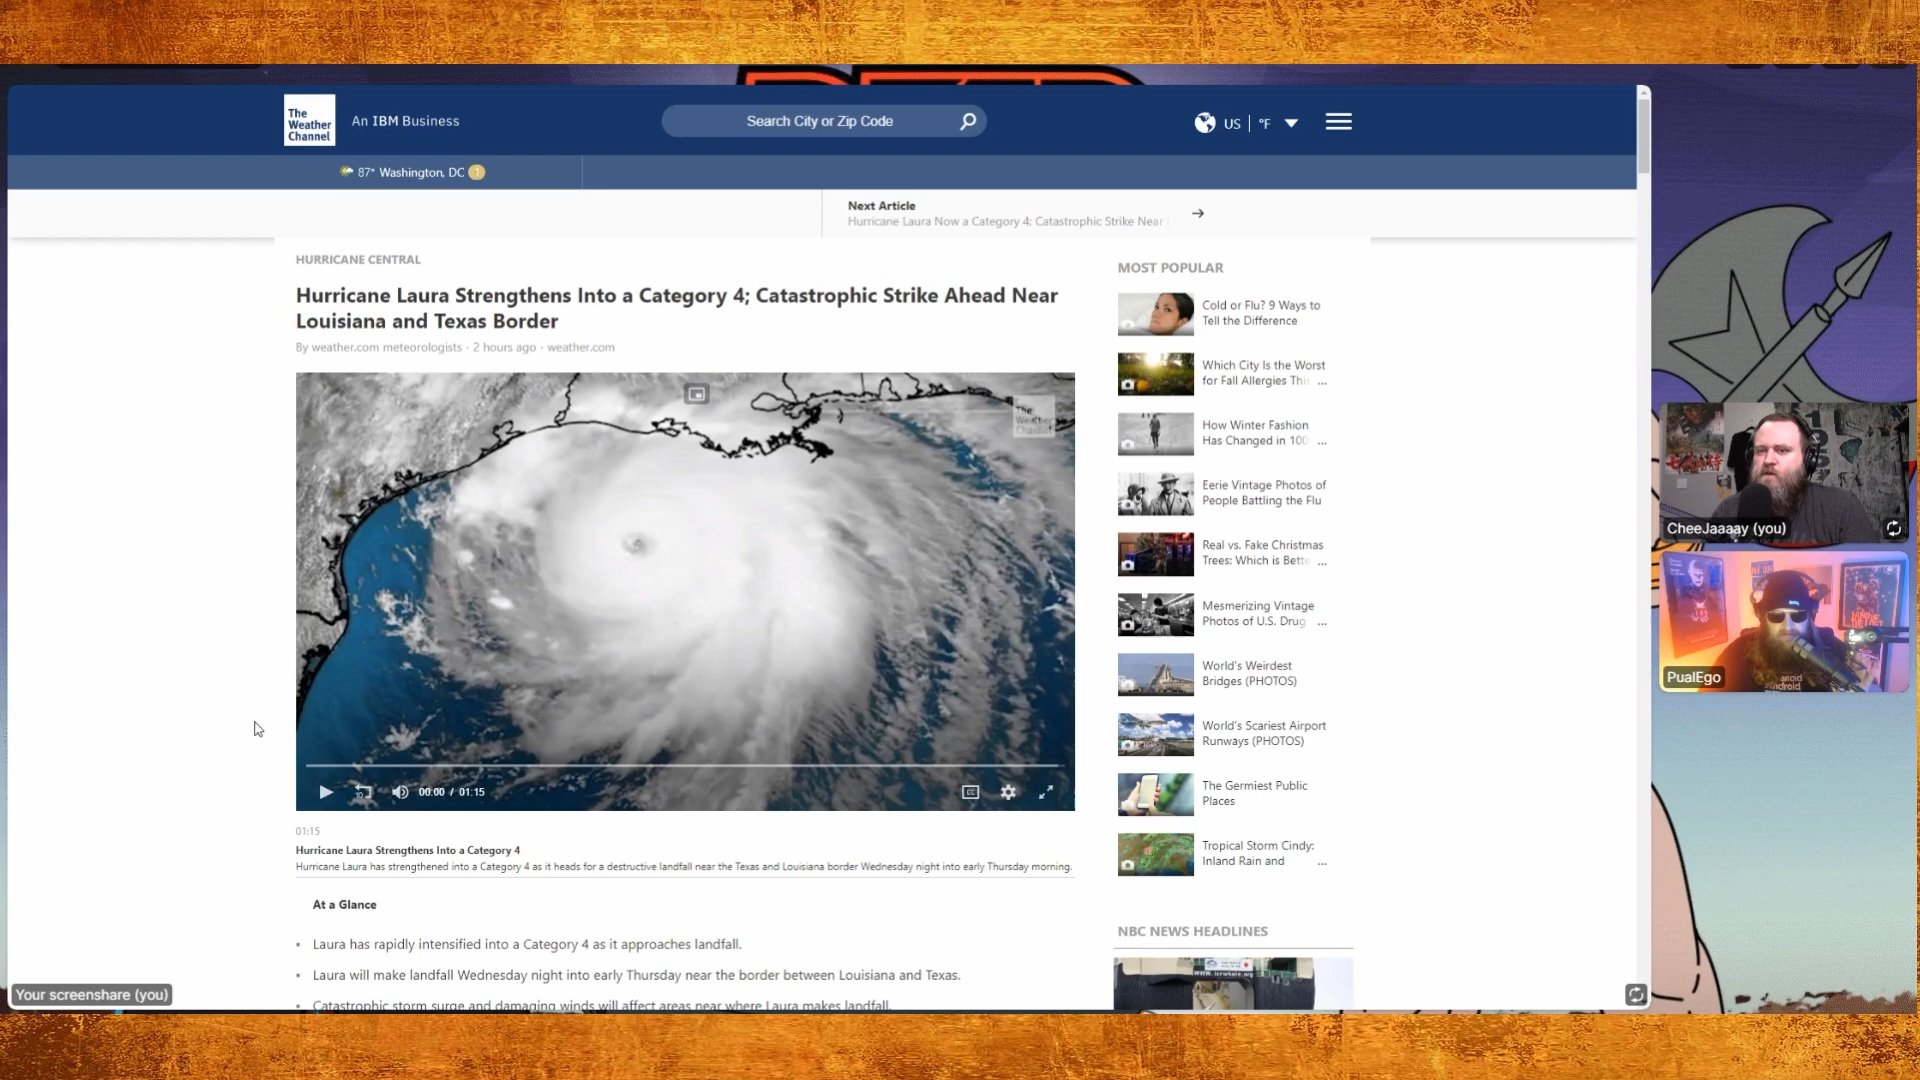 The
Weather
Channel
An IBM Business
Search City or Zip Code
US | °F
87° Washington, DC 1
Next Article
Hurricane Laura Now a Category 4; Catastrophic Strike Near
HURRICANE CENTRAL
Hurricane Laura Strengthens Into a Category 4; Catastrophic Strike Ahead Near
Louisiana and Texas Border
By weather.com meteorologists · 2 hours ago · weather.com
The
Weather
Channel
10
00:00 / 01:15
CC
01:15
Hurricane Laura Strengthens Into a Category 4
Hurricane Laura has strengthened into a Category 4 as it heads for a destructive landfall near the Texas and Louisiana border Wednesday night into early Thursday morning.
At a Glance
▪ Laura has rapidly intensified into a Category 4 as it approaches landfall.
▪ Laura will make landfall Wednesday night into early Thursday near the border between Louisiana and Texas.
▪ Catastrophic storm surge and damaging winds will affect areas near where Laura makes landfall.
MOST POPULAR
Cold or Flu? 9 Ways to
Tell the Difference
Which City Is the Worst
for Fall Allergies This ...
How Winter Fashion
Has Changed in 100 ...
Eerie Vintage Photos of
People Battling the Flu
Real vs. Fake Christmas
Trees: Which is Bette ...
Mesmerizing Vintage
Photos of U.S. Drug ...
World's Weirdest
Bridges (PHOTOS)
World's Scariest Airport
Runways (PHOTOS)
The Germiest Public
Places
Tropical Storm Cindy:
Inland Rain and ...
NBC NEWS HEADLINES
CheeJaaaay (you)
PualEgo
Your screenshare (you)